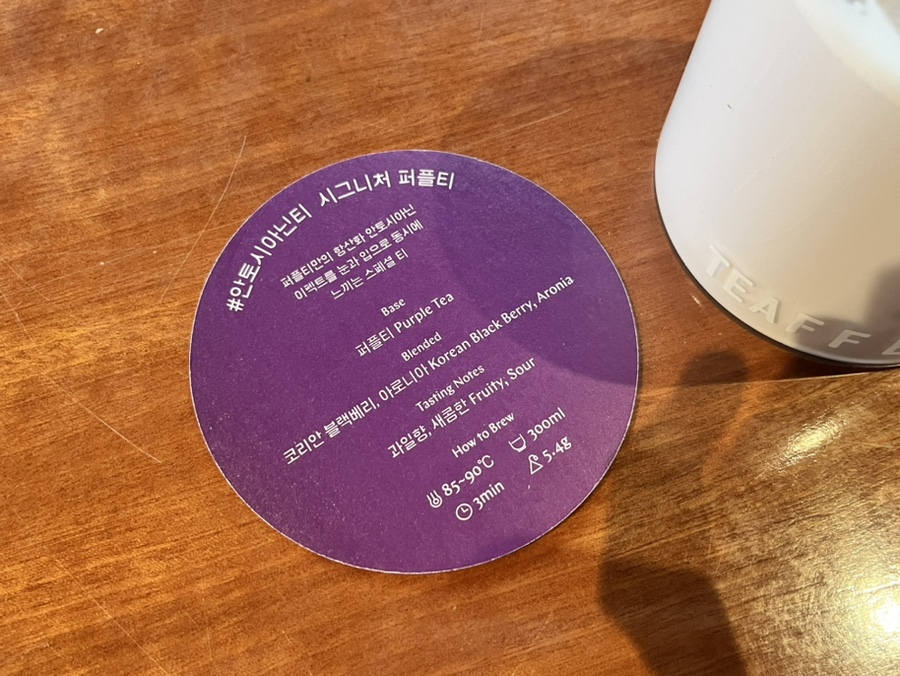 #안토시아닌티 시그니처 퍼플티
퍼플티만의 항산화 안토시아닌
이펙트를 눈과 입으로 동시에
느끼는 스페셜 티
Base
퍼플티 Purple Tea
Blended
코리안 블랙베리, 아로니아 Korean Black Berry, Aronia
Tasting Notes
과일향, 새콤한 Fruity, Sour
How to Brew
85~90℃ 300ml
3min 5.4g
TEAFF